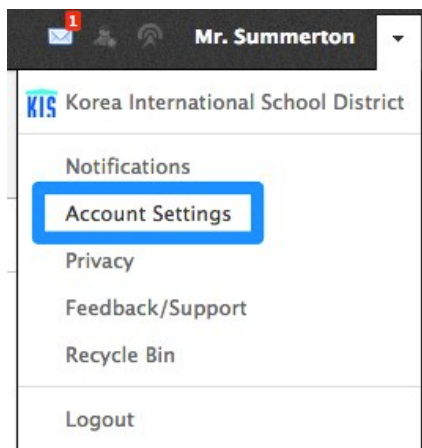 1
Mr. Summerton
KIS Korea International School District
Notifications
Account Settings
Privacy
Feedback/Support
Recycle Bin
Logout